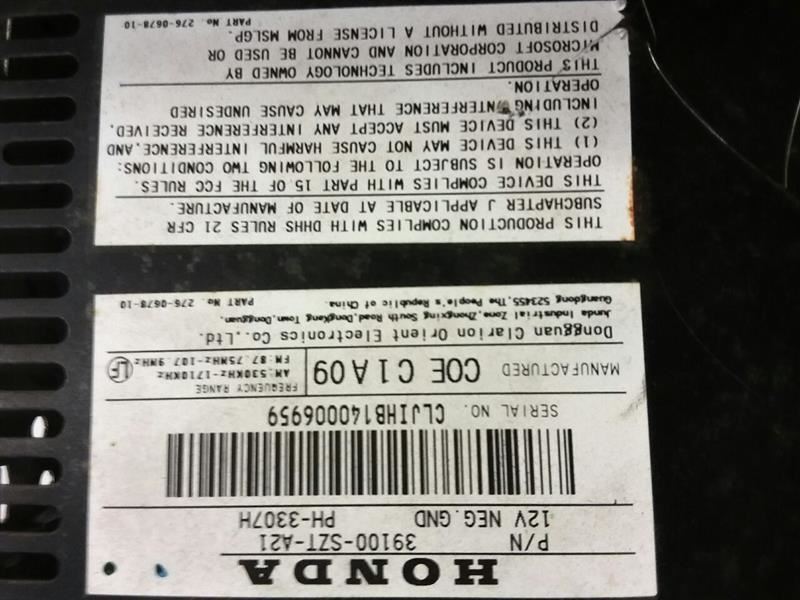 HONDA
P/N 39100-SZT-A21
12V NEG.GND PH-3307H
SERIAL NO. CLJIHB140006959
MANUFACTURED COE C1A09
FREQUENCY RANGE
AM:530KHz-1710KHz
FM:87.75MHz-107.9MHz
LF
Dongguan Clarion Orient Electronics Co.,Ltd.
Junda Industrial Zone, Zhongxing South Road, DongKeng, Town Dongguan.
Guangdong 523455, The People's Republic of China. PART No. 276-0678-10
THIS PRODUCTION COMPLIES WITH DHHS RULES 21 CFR
SUBCHAPTER J APPLICABLE AT DATE OF MANUFACTURE.
THIS DEVICE COMPLIES WITH PART 15 OF THE FCC RULES.
OPERATION IS SUBJECT TO THE FOLLOWING TWO CONDITIONS:
(1) THIS DEVICE MAY NOT CAUSE HARMFUL INTERFERENCE,AND,
(2) THIS DEVICE MUST ACCEPT ANY INTERFERENCE RECEIVED,
INCLUDING INTERFERENCE THAT MAY CAUSE UNDESIRED
OPERATION.
THIS PRODUCT INCLUDES TECHNOLOGY OWNED BY
MICROSOFT CORPORATION AND CANNOT BE USED OR
DISTRIBUTED WITHOUT A LICENSE FROM MSLGP.
PART No. 276-0678-10